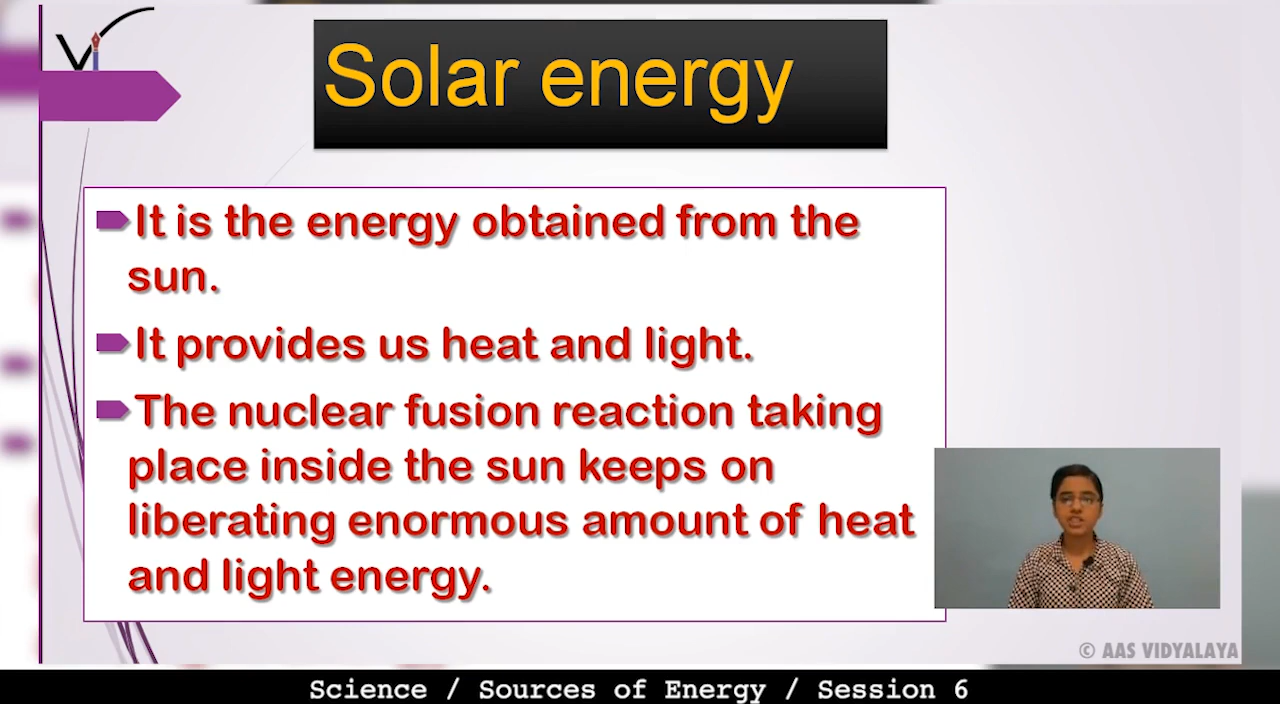 Vi
Solar energy
It is the energy obtained from the
sun.
It provides us heat and light.
The nuclear fusion reaction taking
place inside the sun keeps on
liberating enormous amount of heat
and light energy.
© AAS VIDYALAYA
Science / Sources of Energy / Session 6